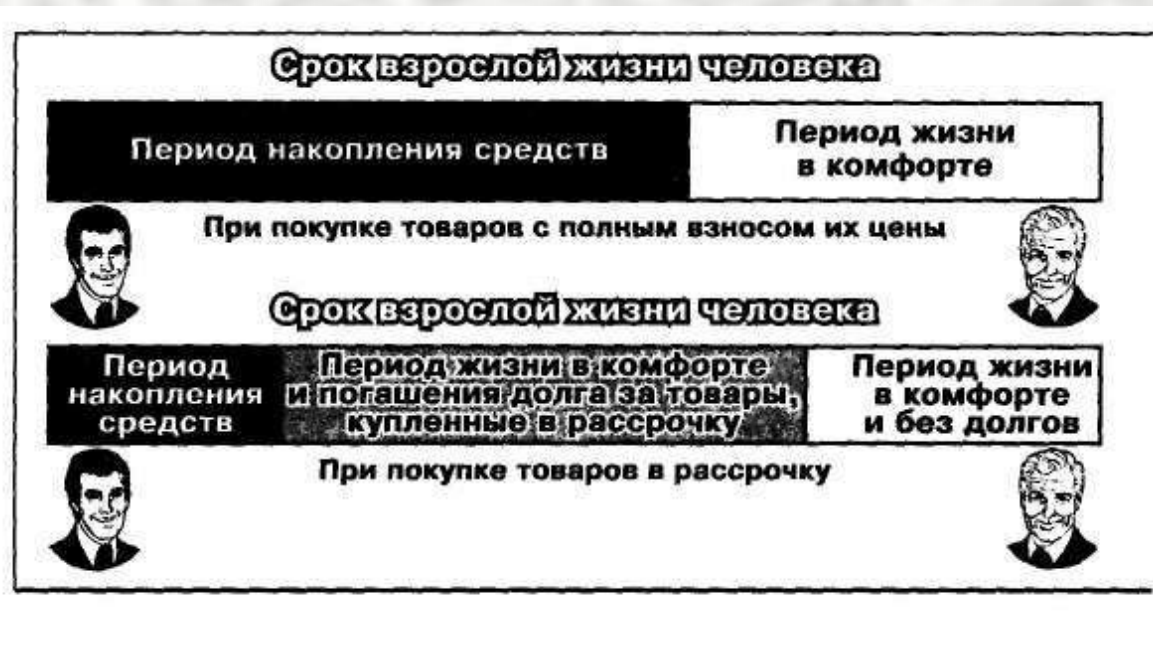 Срок взрослой жизни человека
Период накопления средств
Период жизни
в комфорте
При покупке товаров с полным взносом их цены
Срок взрослой жизни человека
Период
накопления
средств
Период жизни в комфорте
и погашения долга за товары,
купленные в рассрочку
Период жизни
в комфорте
и без долгов
При покупке товаров в рассрочку